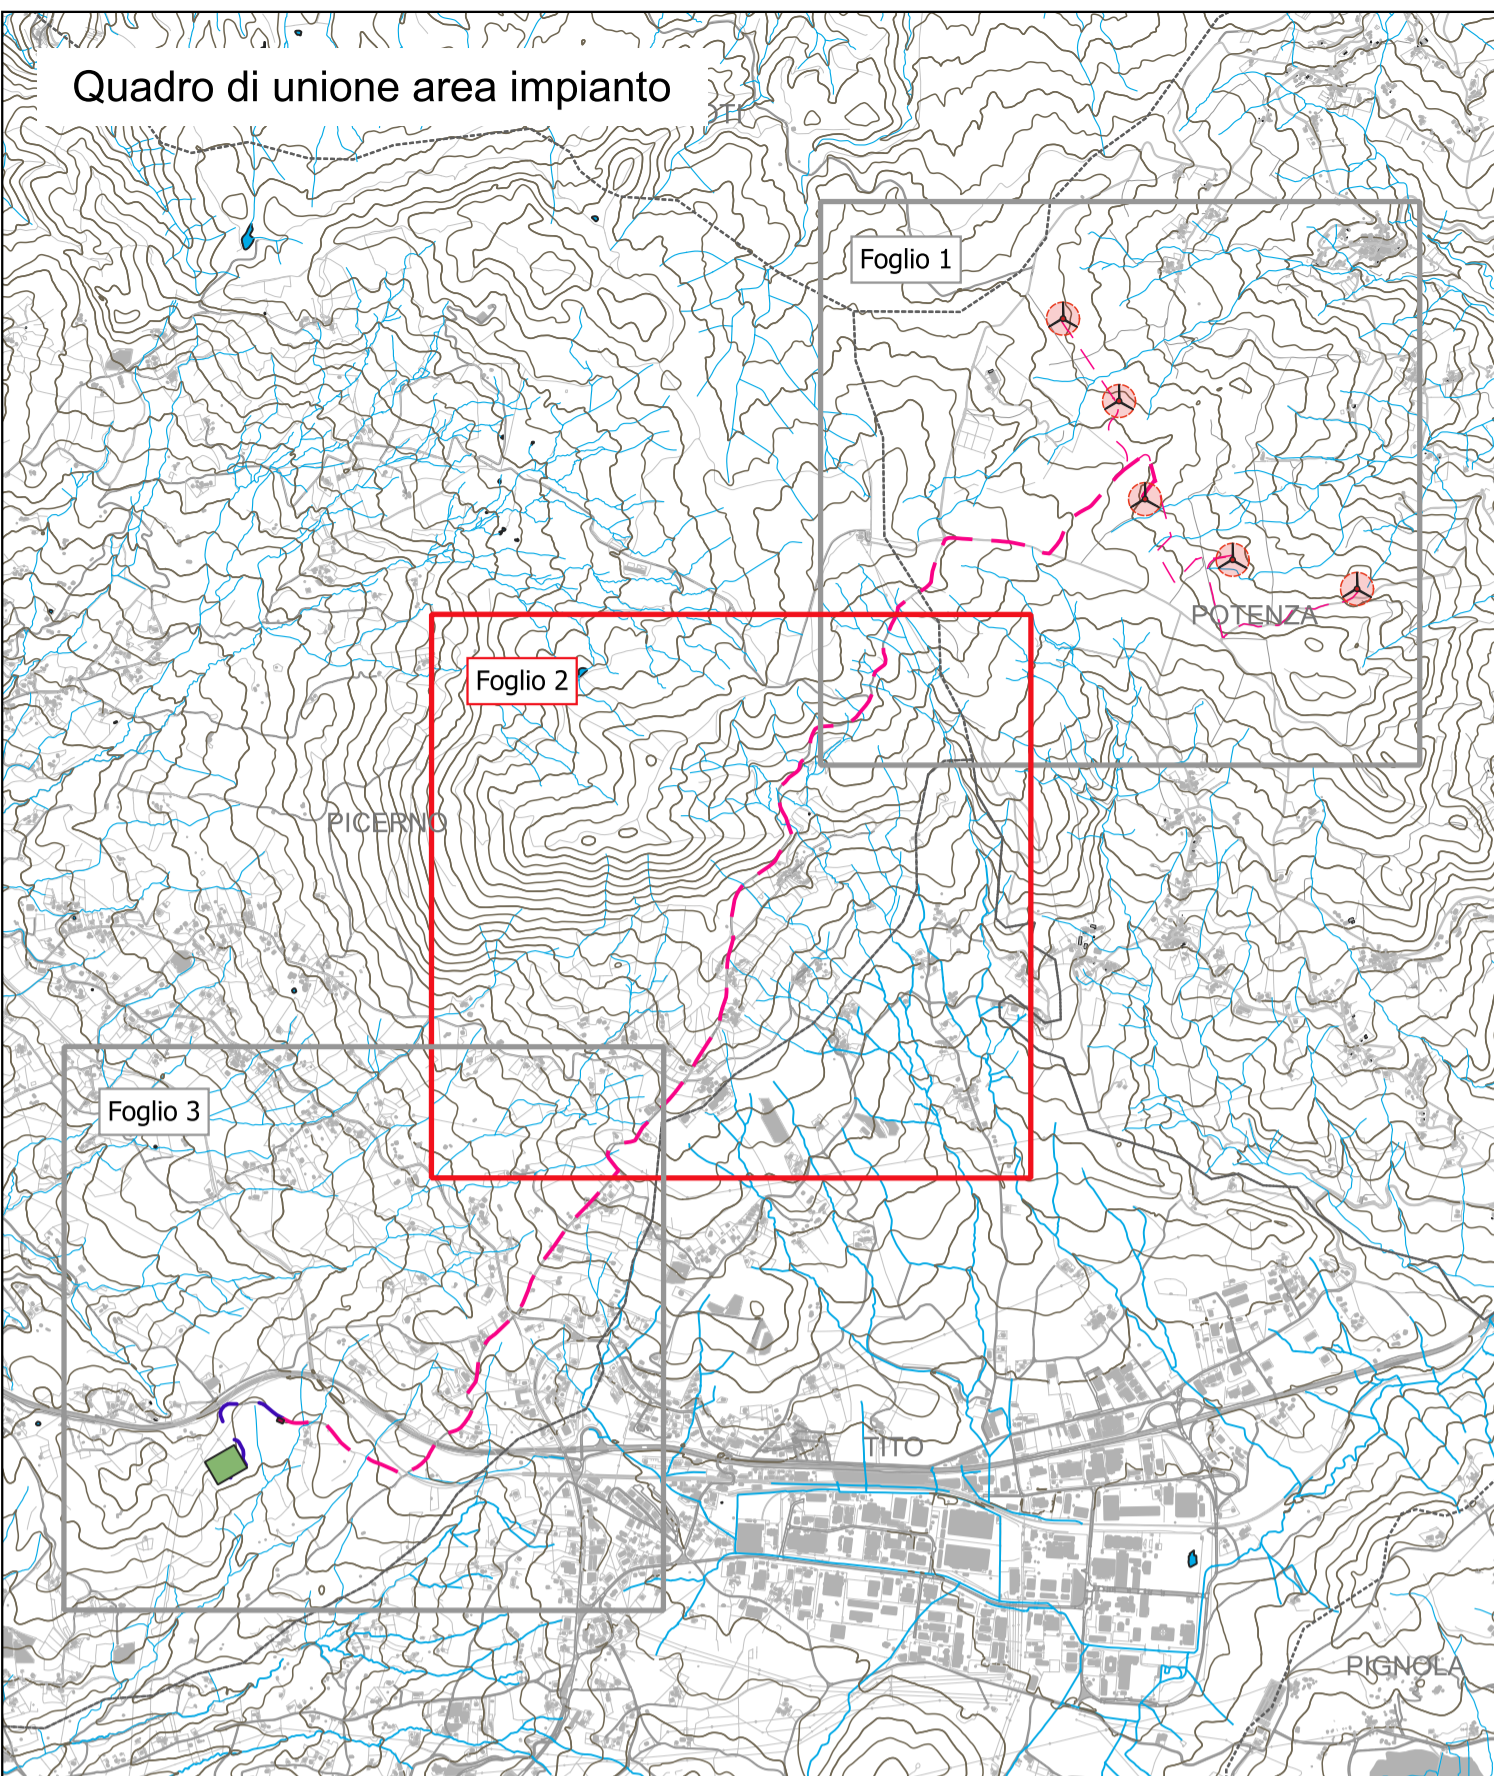 Quadro di unione area impianto
Foglio 1
POTENZA
Foglio 2
PICERNO
Foglio 3
TITO
PIGNOLA